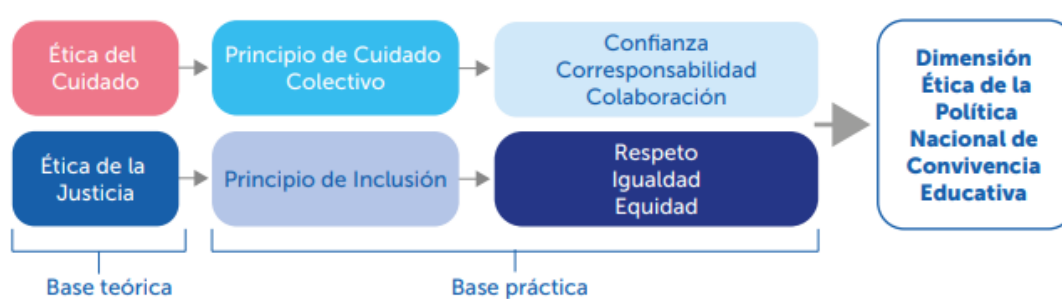 Ética del
Cuidado
Principio de Cuidado
Colectivo
Confianza
Corresponsabilidad
Colaboración
Ética de la
Justicia
Principio de Inclusión
Respeto
Igualdad
Equidad
Dimensión
Ética de la
Política
Nacional de
Convivencia
Educativa
Base teórica
Base práctica